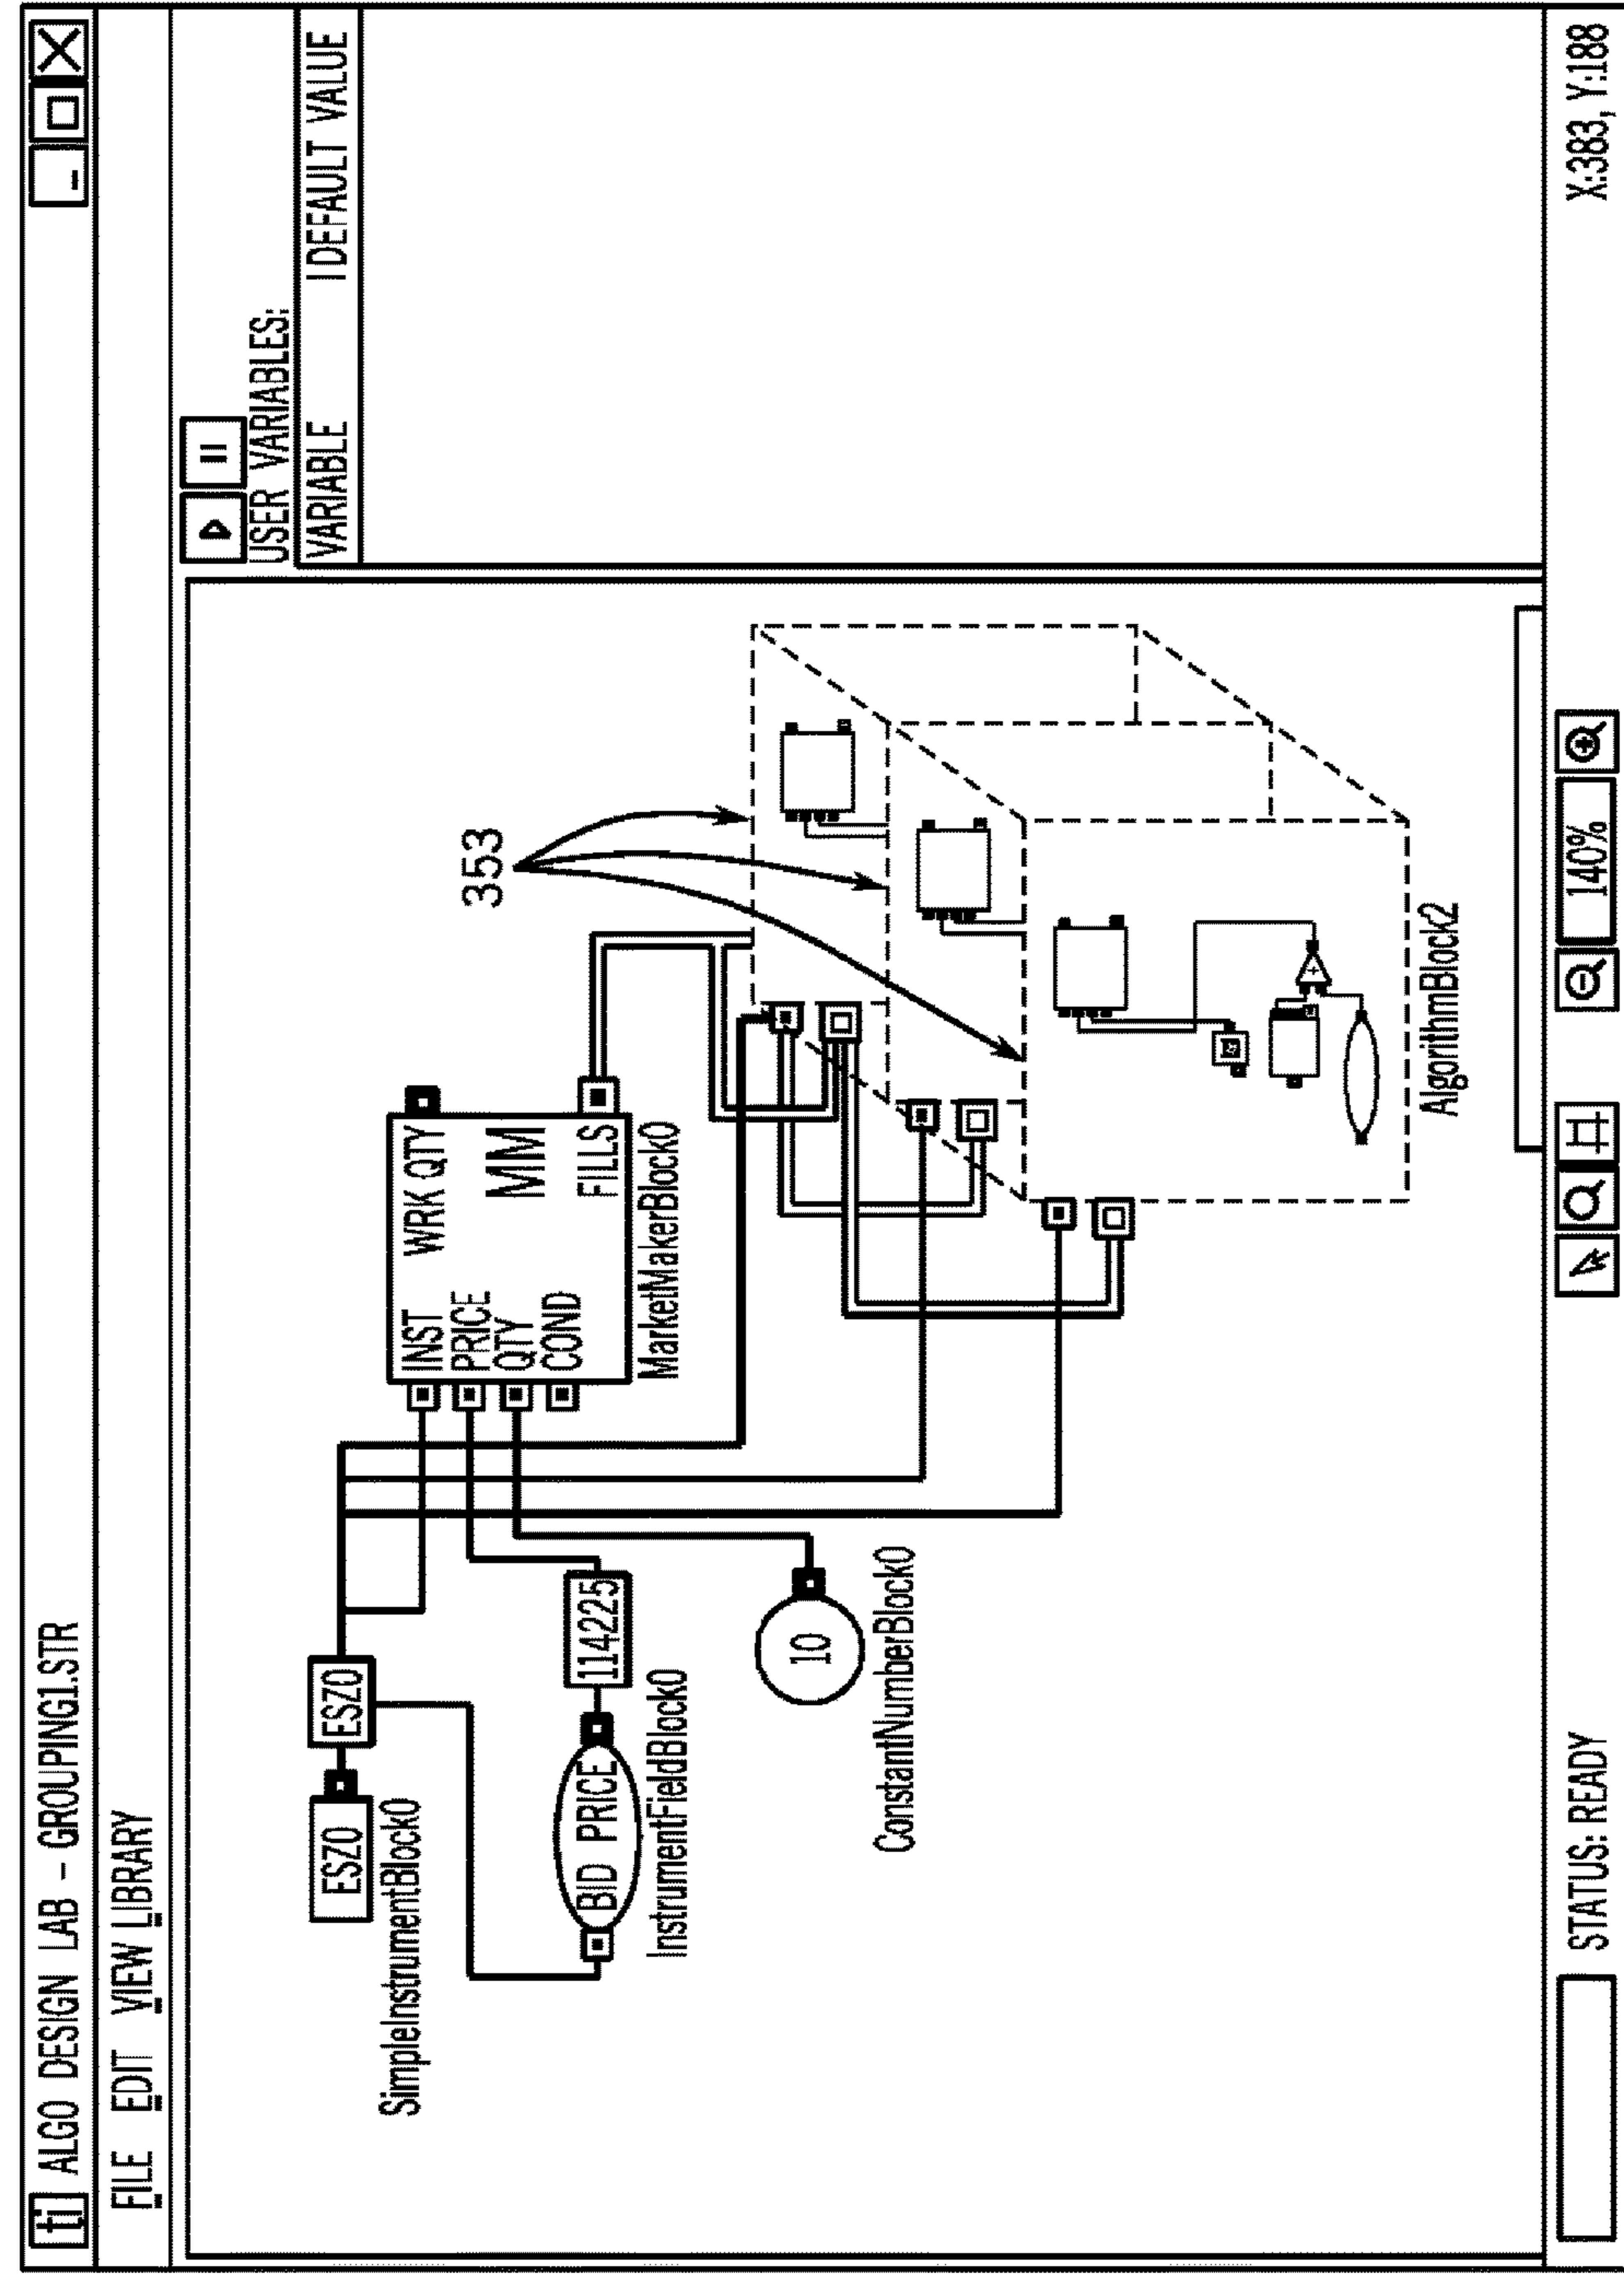 ti ALGO DESIGN LAB – GROUPING1.STR
FILE EDIT VIEW LIBRARY
USER VARIABLES:
VARIABLE DEFAULT VALUE
ESZ0
ESZ0
SimpleInstrumentBlock0
INST WRK QTY
PRICE
QTY MM
COND FILLS
MarketMakerBlock0
353
BID PRICE
114225
InstrumentFieldBlock0
10
ConstantNumberBlock0
+
AlgorithmBlock2
STATUS: READY
140%
X:383, Y:188